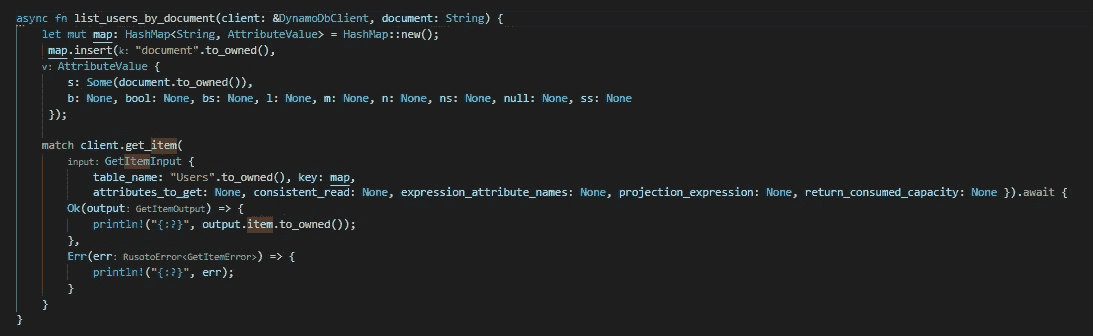 async fn list_users_by_document(client: &DynamoDbClient, document: String) {
let mut map: HashMap<String, AttributeValue> = HashMap::new();
map.insert(k: "document".to_owned(),
v: AttributeValue {
s: Some(document.to_owned()),
b: None, bool: None, bs: None, l: None, m: None, n: None, ns: None, null: None, ss: None
});
match client.get_item(
input: GetItemInput {
table_name: "Users".to_owned(), key: map,
attributes_to_get: None, consistent_read: None, expression_attribute_names: None, projection_expression: None, return_consumed_capacity: None }).await {
Ok(output: GetItemOutput) => {
println!("{:?}", output.item.to_owned());
},
Err(err: RusotoError<GetItemError>) => {
println!("{:?}", err);
}
}
}